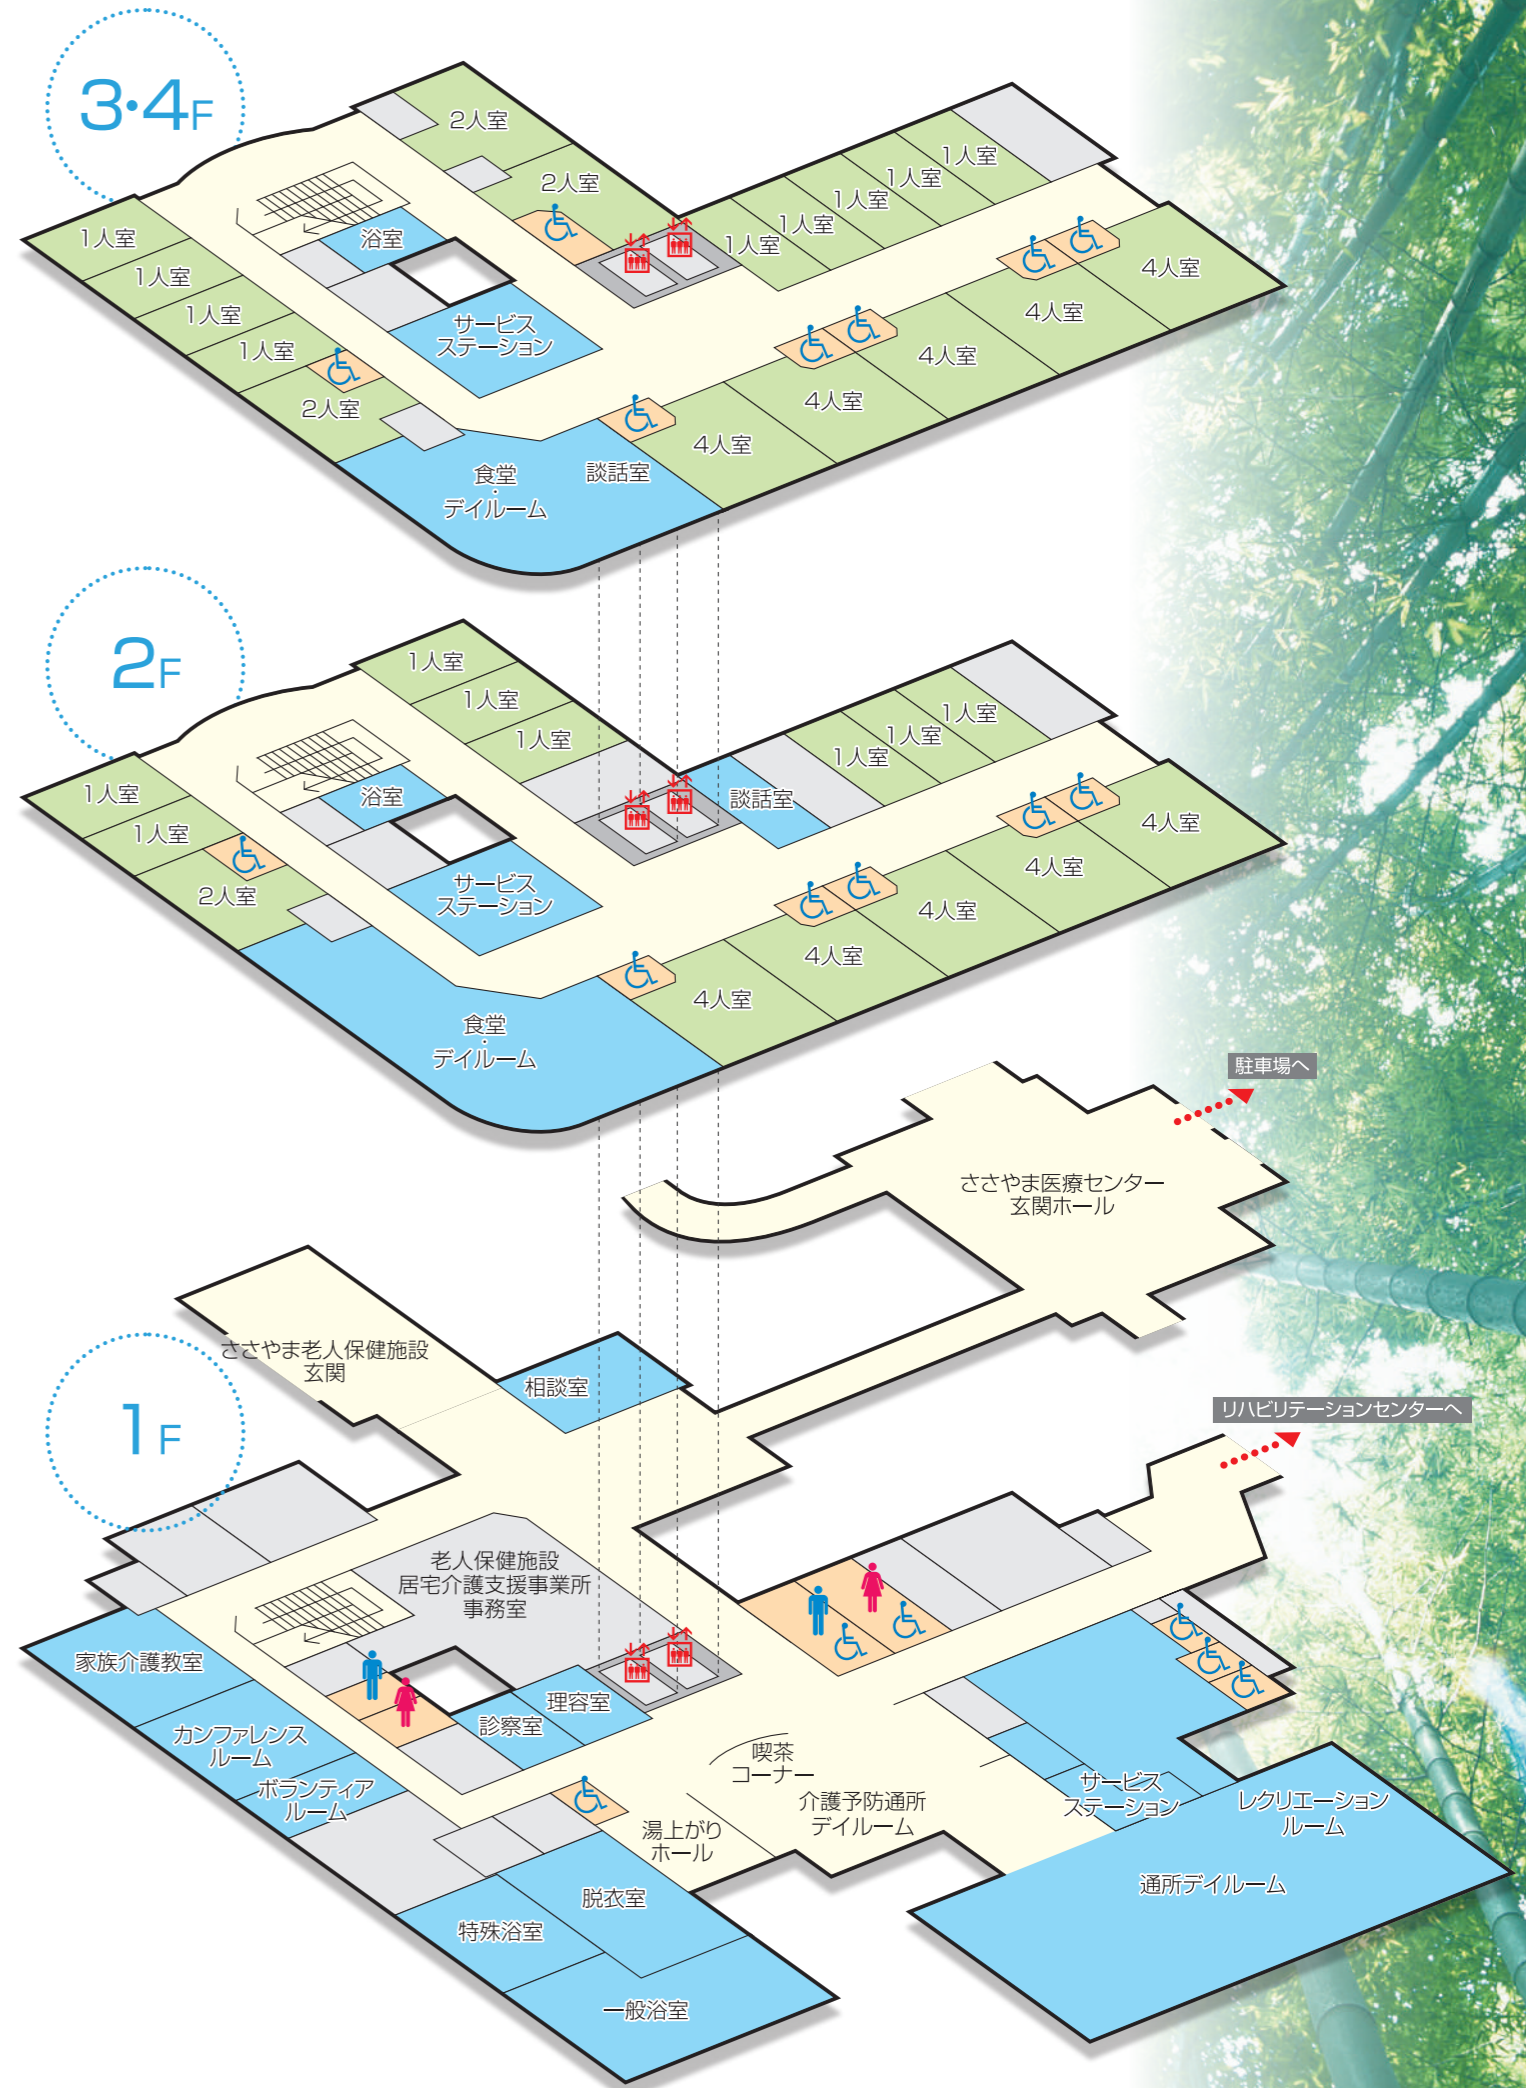 3・4F
2人室
2人室
1人室
1人室
1人室
1人室
1人室
浴室
1人室
1人室
1人室
1人室
2人室
サービス
ステーション
4人室
4人室
4人室
4人室
4人室
食堂
・
デイルーム
談話室
2F
1人室
1人室
1人室
1人室
1人室
1人室
談話室
浴室
1人室
1人室
2人室
サービス
ステーション
4人室
4人室
4人室
4人室
4人室
食堂
・
デイルーム
駐車場へ
ささやま医療センター
玄関ホール
1F
ささやま老人保健施設
玄関
相談室
リハビリテーションセンターへ
老人保健施設
居宅介護支援事業所
事務室
家族介護教室
カンファレンス
ルーム
ボランティア
ルーム
診察室
理容室
喫茶
コーナー
介護予防通所
デイルーム
湯上がり
ホール
サービス
ステーション
レクリエーション
ルーム
通所デイルーム
脱衣室
特殊浴室
一般浴室